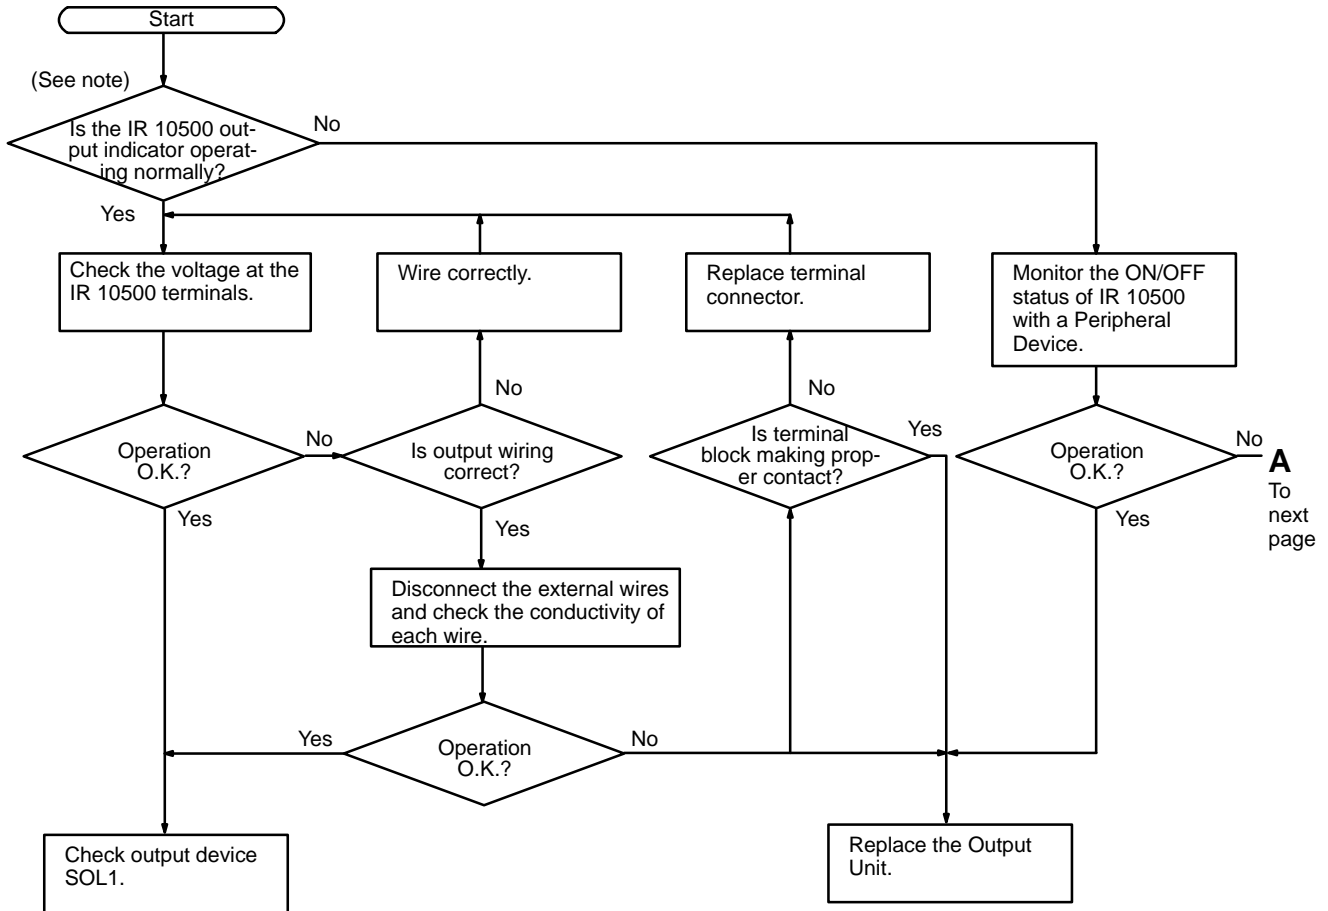 Start
(See note)
Is the IR 10500 out-
put indicator operat-
ing normally?
No
Yes
Check the voltage at the
IR 10500 terminals.
Wire correctly.
Replace terminal
connector.
Monitor the ON/OFF
status of IR 10500
with a Peripheral
Device.
No
No
Operation
O.K.?
No
Is output wiring
correct?
Is terminal
block making prop-
er contact?
Yes
Operation
O.K.?
No
A
To
next
page
Yes
Yes
Yes
Disconnect the external wires
and check the conductivity of
each wire.
Yes
Operation
O.K.?
No
Check output device
SOL1.
Replace the Output
Unit.